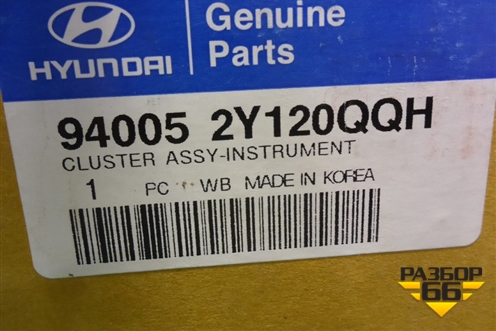 HYUNDAI
Genuine
Parts
94005 2Y120QQH
CLUSTER ASSY-INSTRUMENT
1 PC WB MADE IN KOREA
РАЗБОР
66